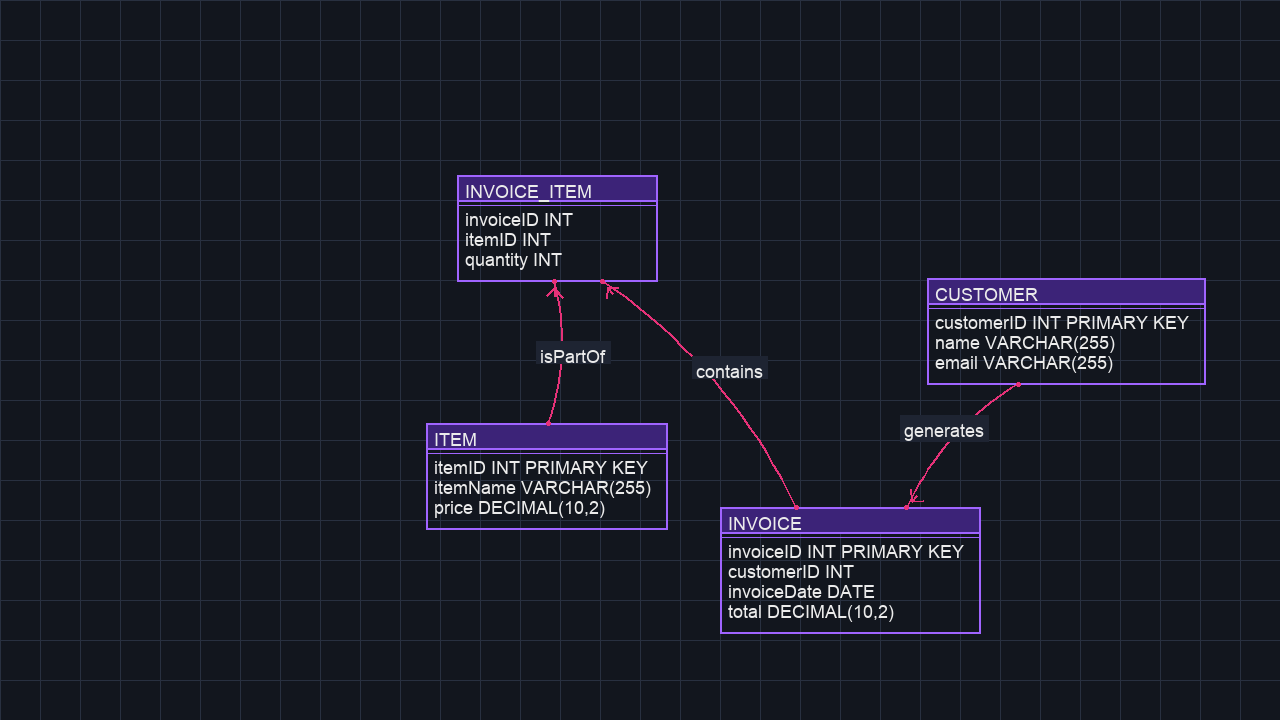 INVOICE_ITEM
invoiceID INT
itemID INT
quantity INT
CUSTOMER
customerID INT PRIMARY KEY
name VARCHAR(255)
email VARCHAR(255)
isPartOf
contains
generates
ITEM
itemID INT PRIMARY KEY
itemName VARCHAR(255)
price DECIMAL(10,2)
INVOICE
invoiceID INT PRIMARY KEY
customerID INT
invoiceDate DATE
total DECIMAL(10,2)